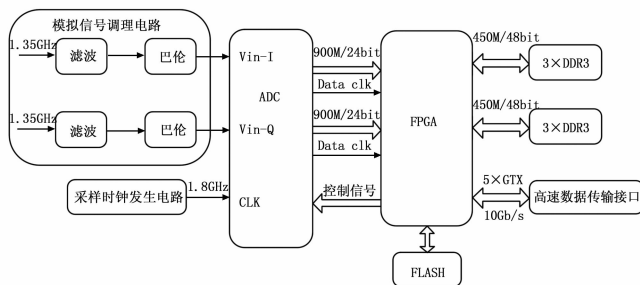 模拟信号调理电路
1.35GHz
滤波
巴伦
Vin-I
900M/24bit
Data clk
450M/48bit
3×DDR3
ADC
FPGA
1.35GHz
滤波
巴伦
Vin-Q
900M/24bit
Data clk
450M/48bit
3×DDR3
采样时钟发生电路
1.8GHz
CLK
控制信号
5×GTX
10Gb/s
高速数据传输接口
FLASH